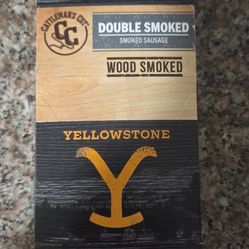 CATTLEMAN'S CUT
CC
DOUBLE SMOKED
SMOKED SAUSAGE
WOOD SMOKED
YELLOWSTONE
Y